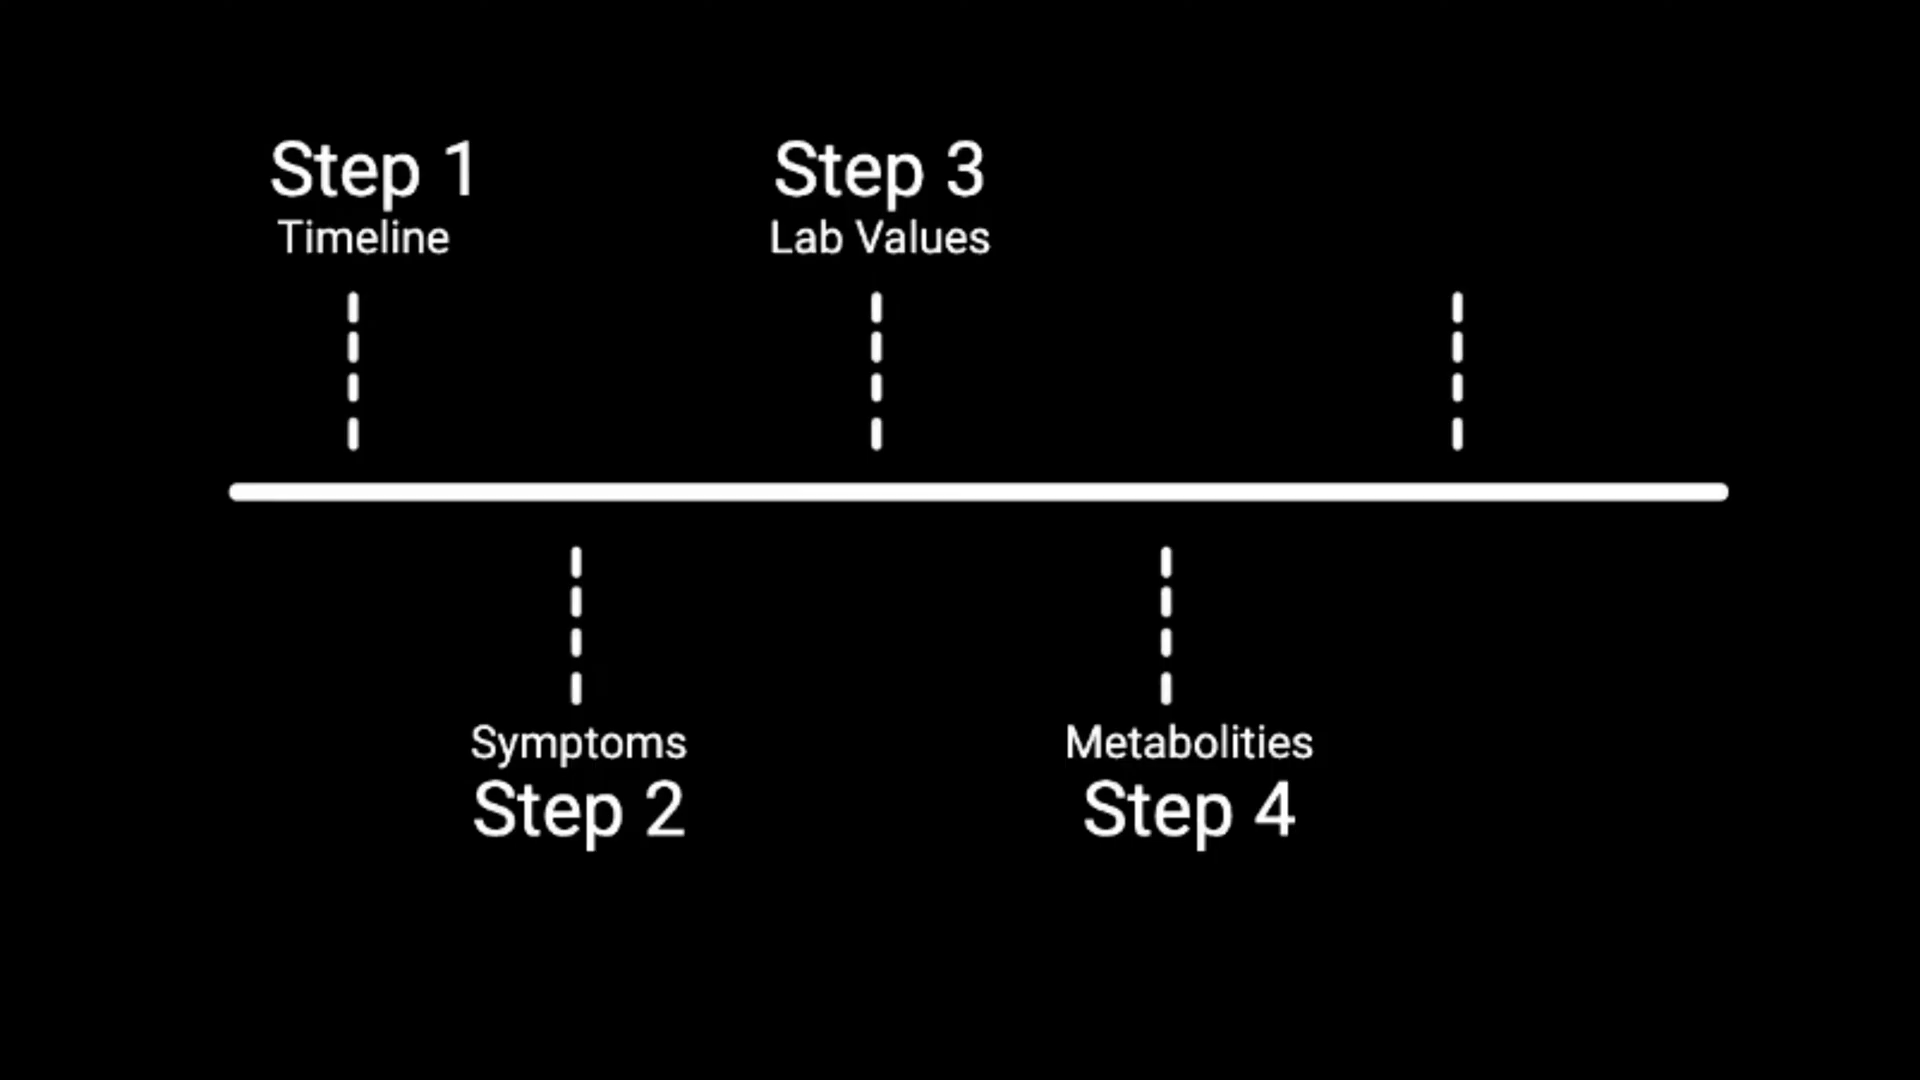 Step 1
Timeline
Step 3
Lab Values
Symptoms
Step 2
Metabolities
Step 4